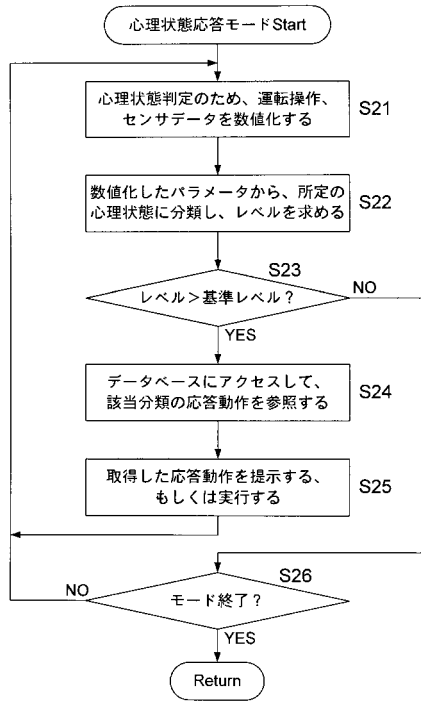 心理状態応答モードStart
心理状態判定のため、運転操作、
センサデータを数値化する
S21
数値化したパラメータから、所定の
心理状態に分類し、レベルを求める
S22
S23
レベル＞基準レベル？
NO
YES
データベースにアクセスして、
該当分類の応答動作を参照する
S24
取得した応答動作を提示する、
もしくは実行する
S25
S26
NO
モード終了？
YES
Return